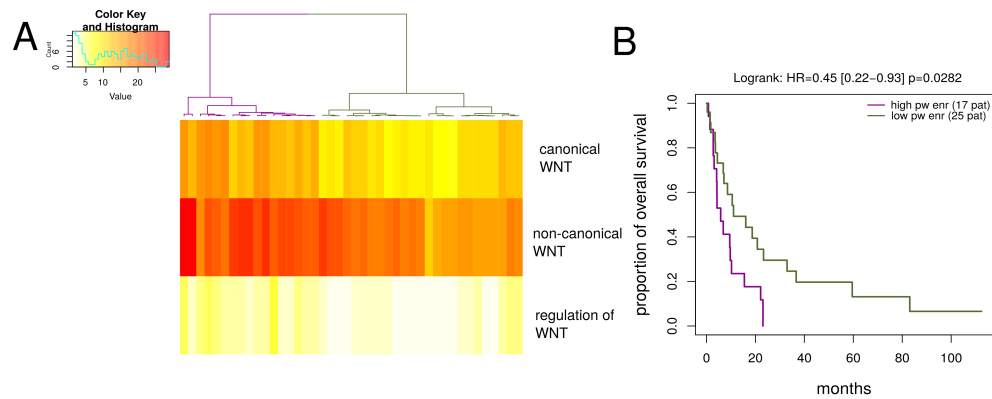 A
Color Key
and Histogram
Count
0 6
5 10 20
Value
canonical
WNT
non-canonical
WNT
regulation of
WNT
B
Logrank: HR=0.45 [0.22−0.93] p=0.0282
high pw enr (17 pat)
low pw enr (25 pat)
proportion of overall survival
1.0
0.8
0.6
0.4
0.2
0.0
0 20 40 60 80 100
months